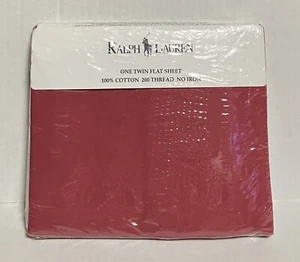 RALPH LAUREN
ONE TWIN FLAT SHEET
100% COTTON 200 THREAD NO IRON